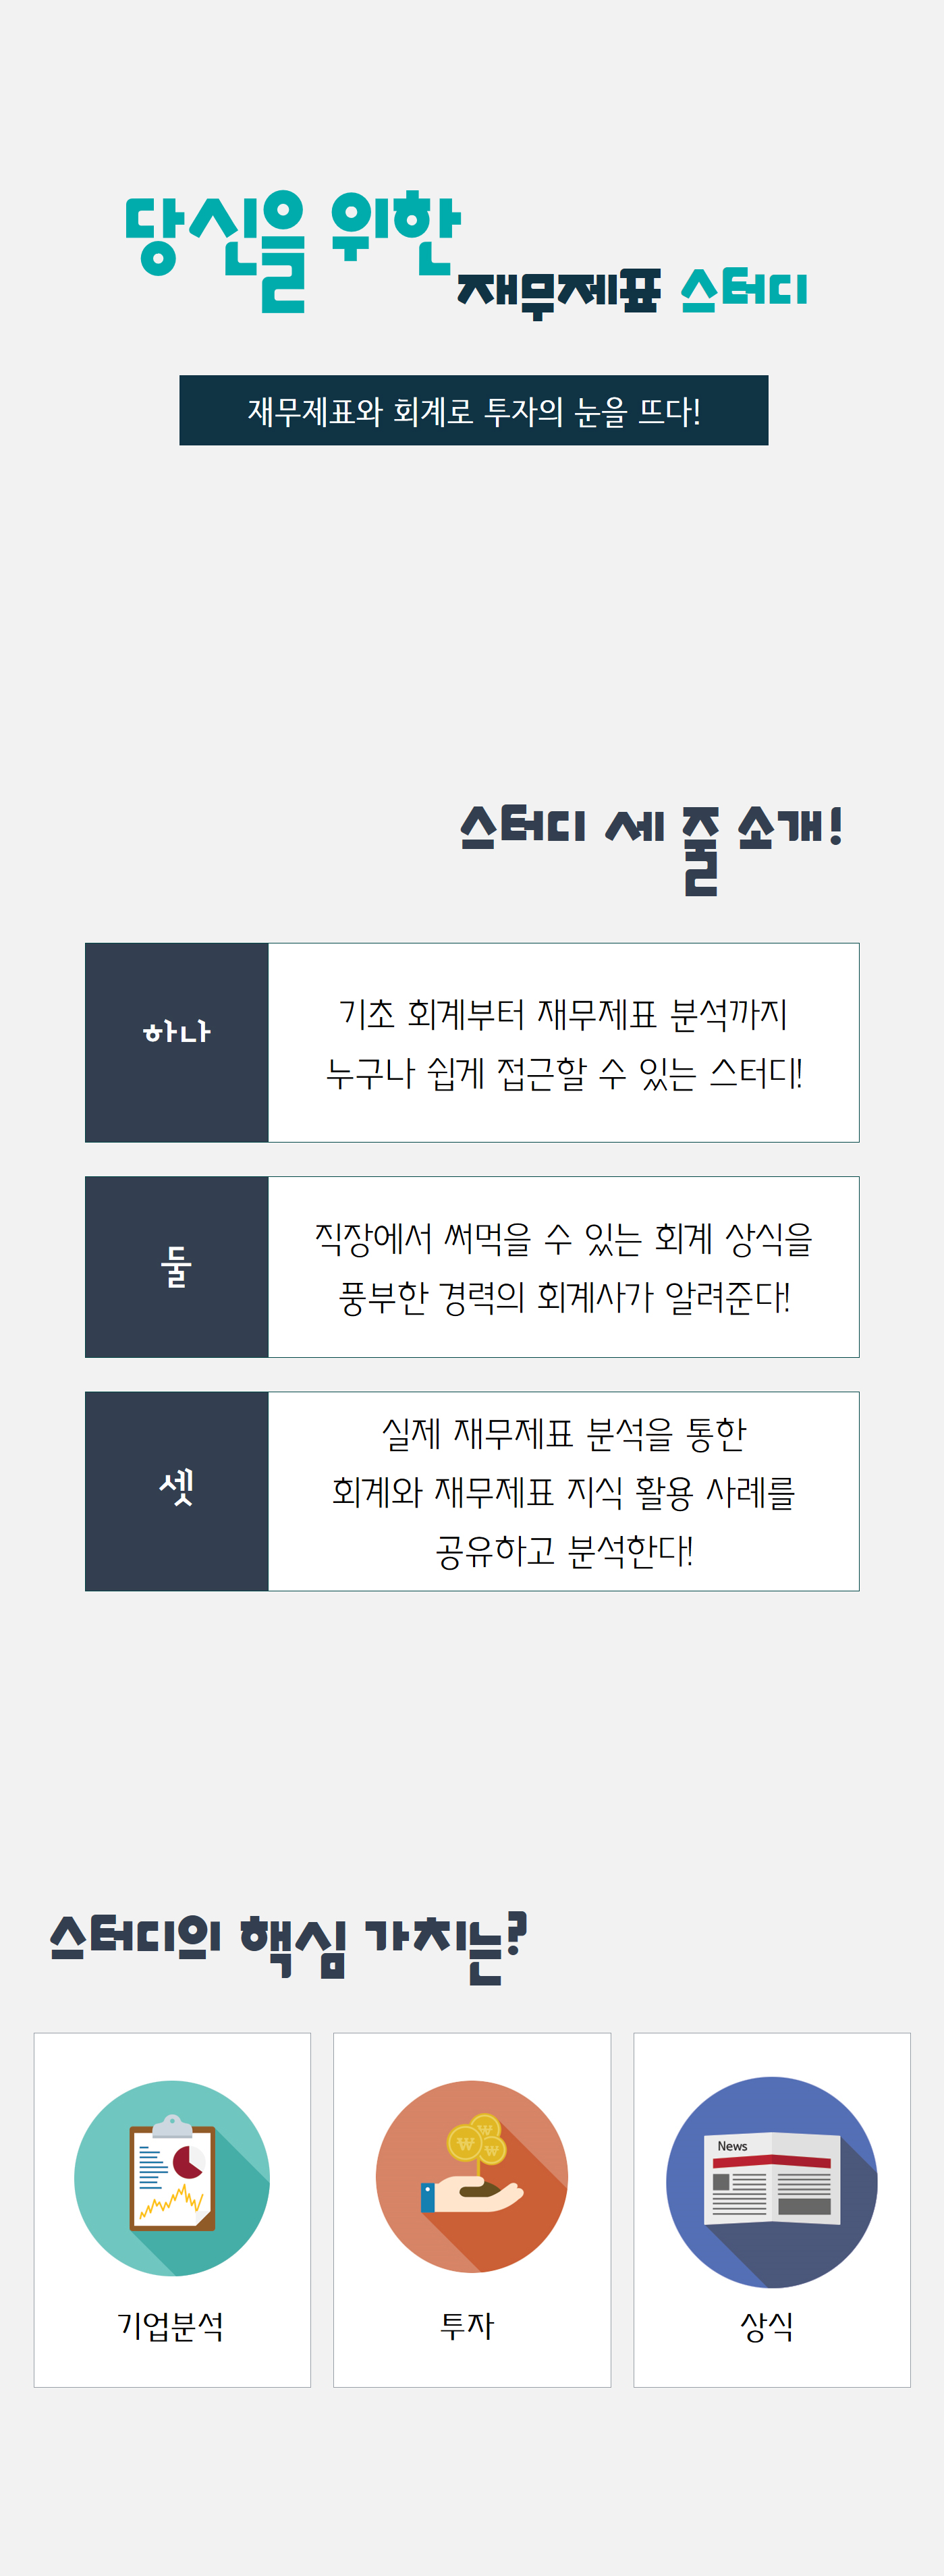 당신을 위한
재무제표 스터디
재무제표와 회계로 투자의 눈을 뜨다!
스터디 세 줄 소개!
하나
기초 회계부터 재무제표 분석까지
누구나 쉽게 접근할 수 있는 스터디!
둘
직장에서 써먹을 수 있는 회계 상식을
풍부한 경력의 회계사가 알려준다!
셋
실제 재무제표 분석을 통한
회계와 재무제표 지식 활용 사례를
공유하고 분석한다!
스터디의 핵심 가치는?
₩
₩
₩
News
기업분석
투자
상식